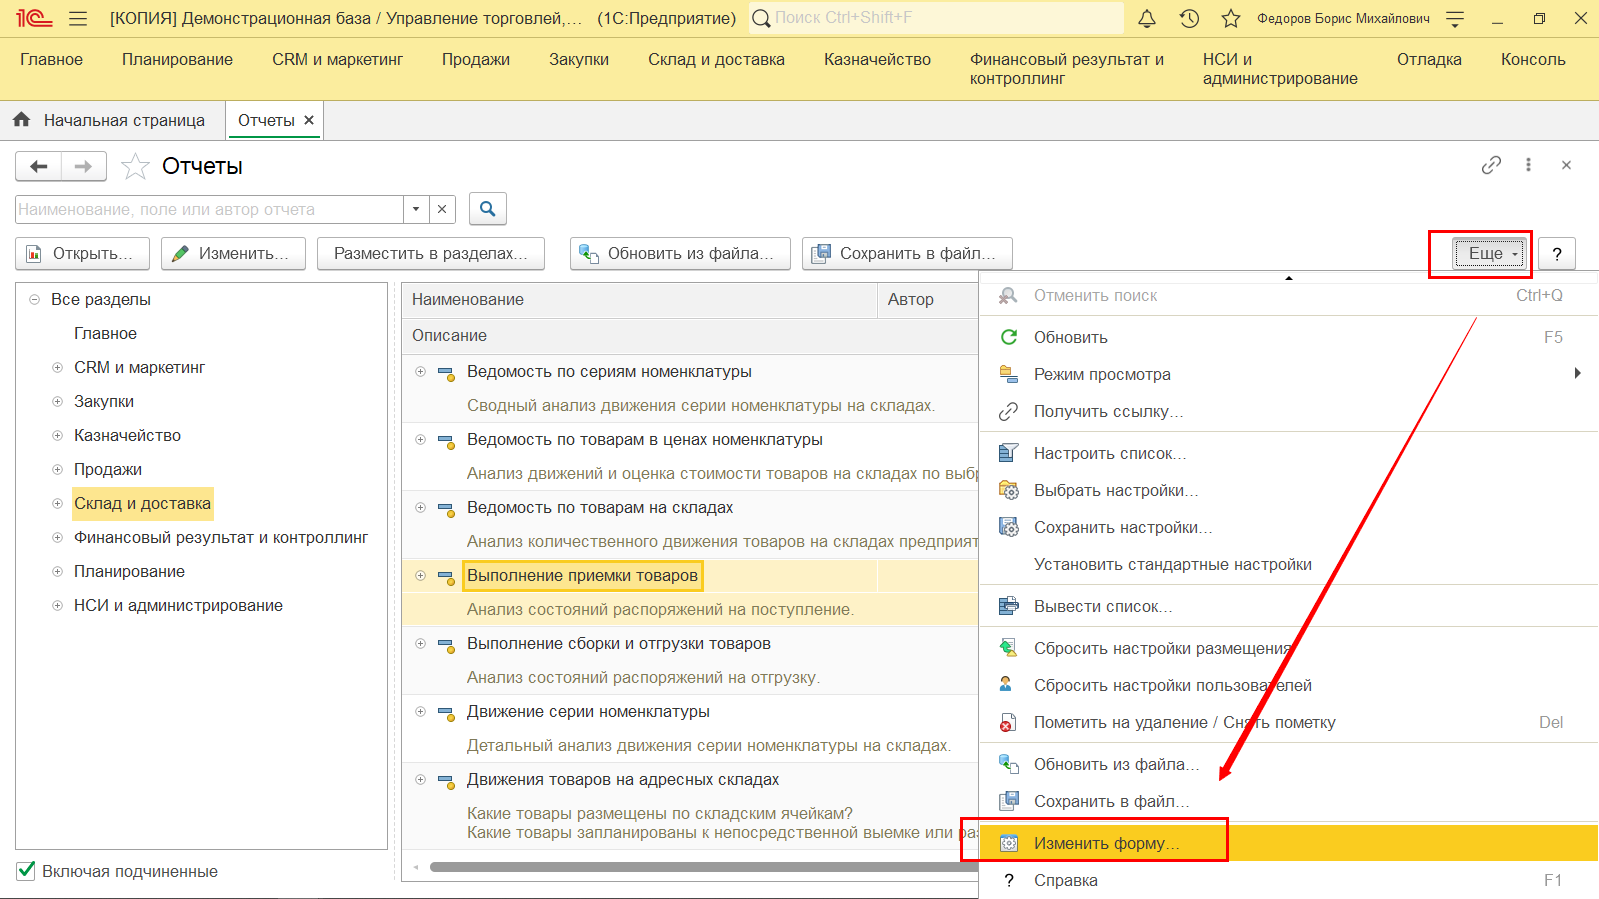 1С [КОПИЯ] Демонстрационная база / Управление торговлей,... (1С:Предприятие) Поиск Ctrl+Shift+F Федоров Борис Михайлович
Главное Планирование CRM и маркетинг Продажи Закупки Склад и доставка Казначейство Финансовый результат и контроллинг НСИ и администрирование Отладка Консоль
Начальная страница Отчеты ×
Отчеты
Наименование, поле или автор отчета
Открыть... Изменить... Разместить в разделах... Обновить из файла... Сохранить в файл... Еще ?
Все разделы
Главное
CRM и маркетинг
Закупки
Казначейство
Продажи
Склад и доставка
Финансовый результат и контроллинг
Планирование
НСИ и администрирование
Включая подчиненные
Наименование Автор
Описание
Ведомость по сериям номенклатуры
Сводный анализ движения серии номенклатуры на складах.
Ведомость по товарам в ценах номенклатуры
Анализ движений и оценка стоимости товаров на складах по выбр
Ведомость по товарам на складах
Анализ количественного движения товаров на складах предприят
Выполнение приемки товаров
Анализ состояний распоряжений на поступление.
Выполнение сборки и отгрузки товаров
Анализ состояний распоряжений на отгрузку.
Движение серии номенклатуры
Детальный анализ движения серии номенклатуры на складах.
Движения товаров на адресных складах
Какие товары размещены по складским ячейкам?
Какие товары запланированы к непосредственной выемке или раз
Отменить поиск Ctrl+Q
Обновить F5
Режим просмотра
Получить ссылку...
Настроить список...
Выбрать настройки...
Сохранить настройки...
Установить стандартные настройки
Вывести список...
Сбросить настройки размещения
Сбросить настройки пользователей
Пометить на удаление / Снять пометку Del
Обновить из файла...
Сохранить в файл...
Изменить форму...
? Справка F1